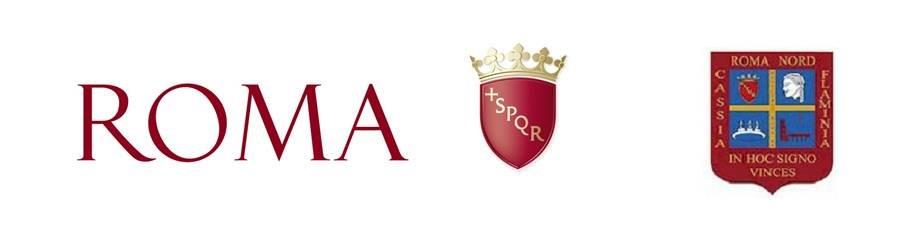 ROMA
+SPQR
ROMA NORD
CASSIA
FLAMINIA
IN HOC SIGNO
VINCES